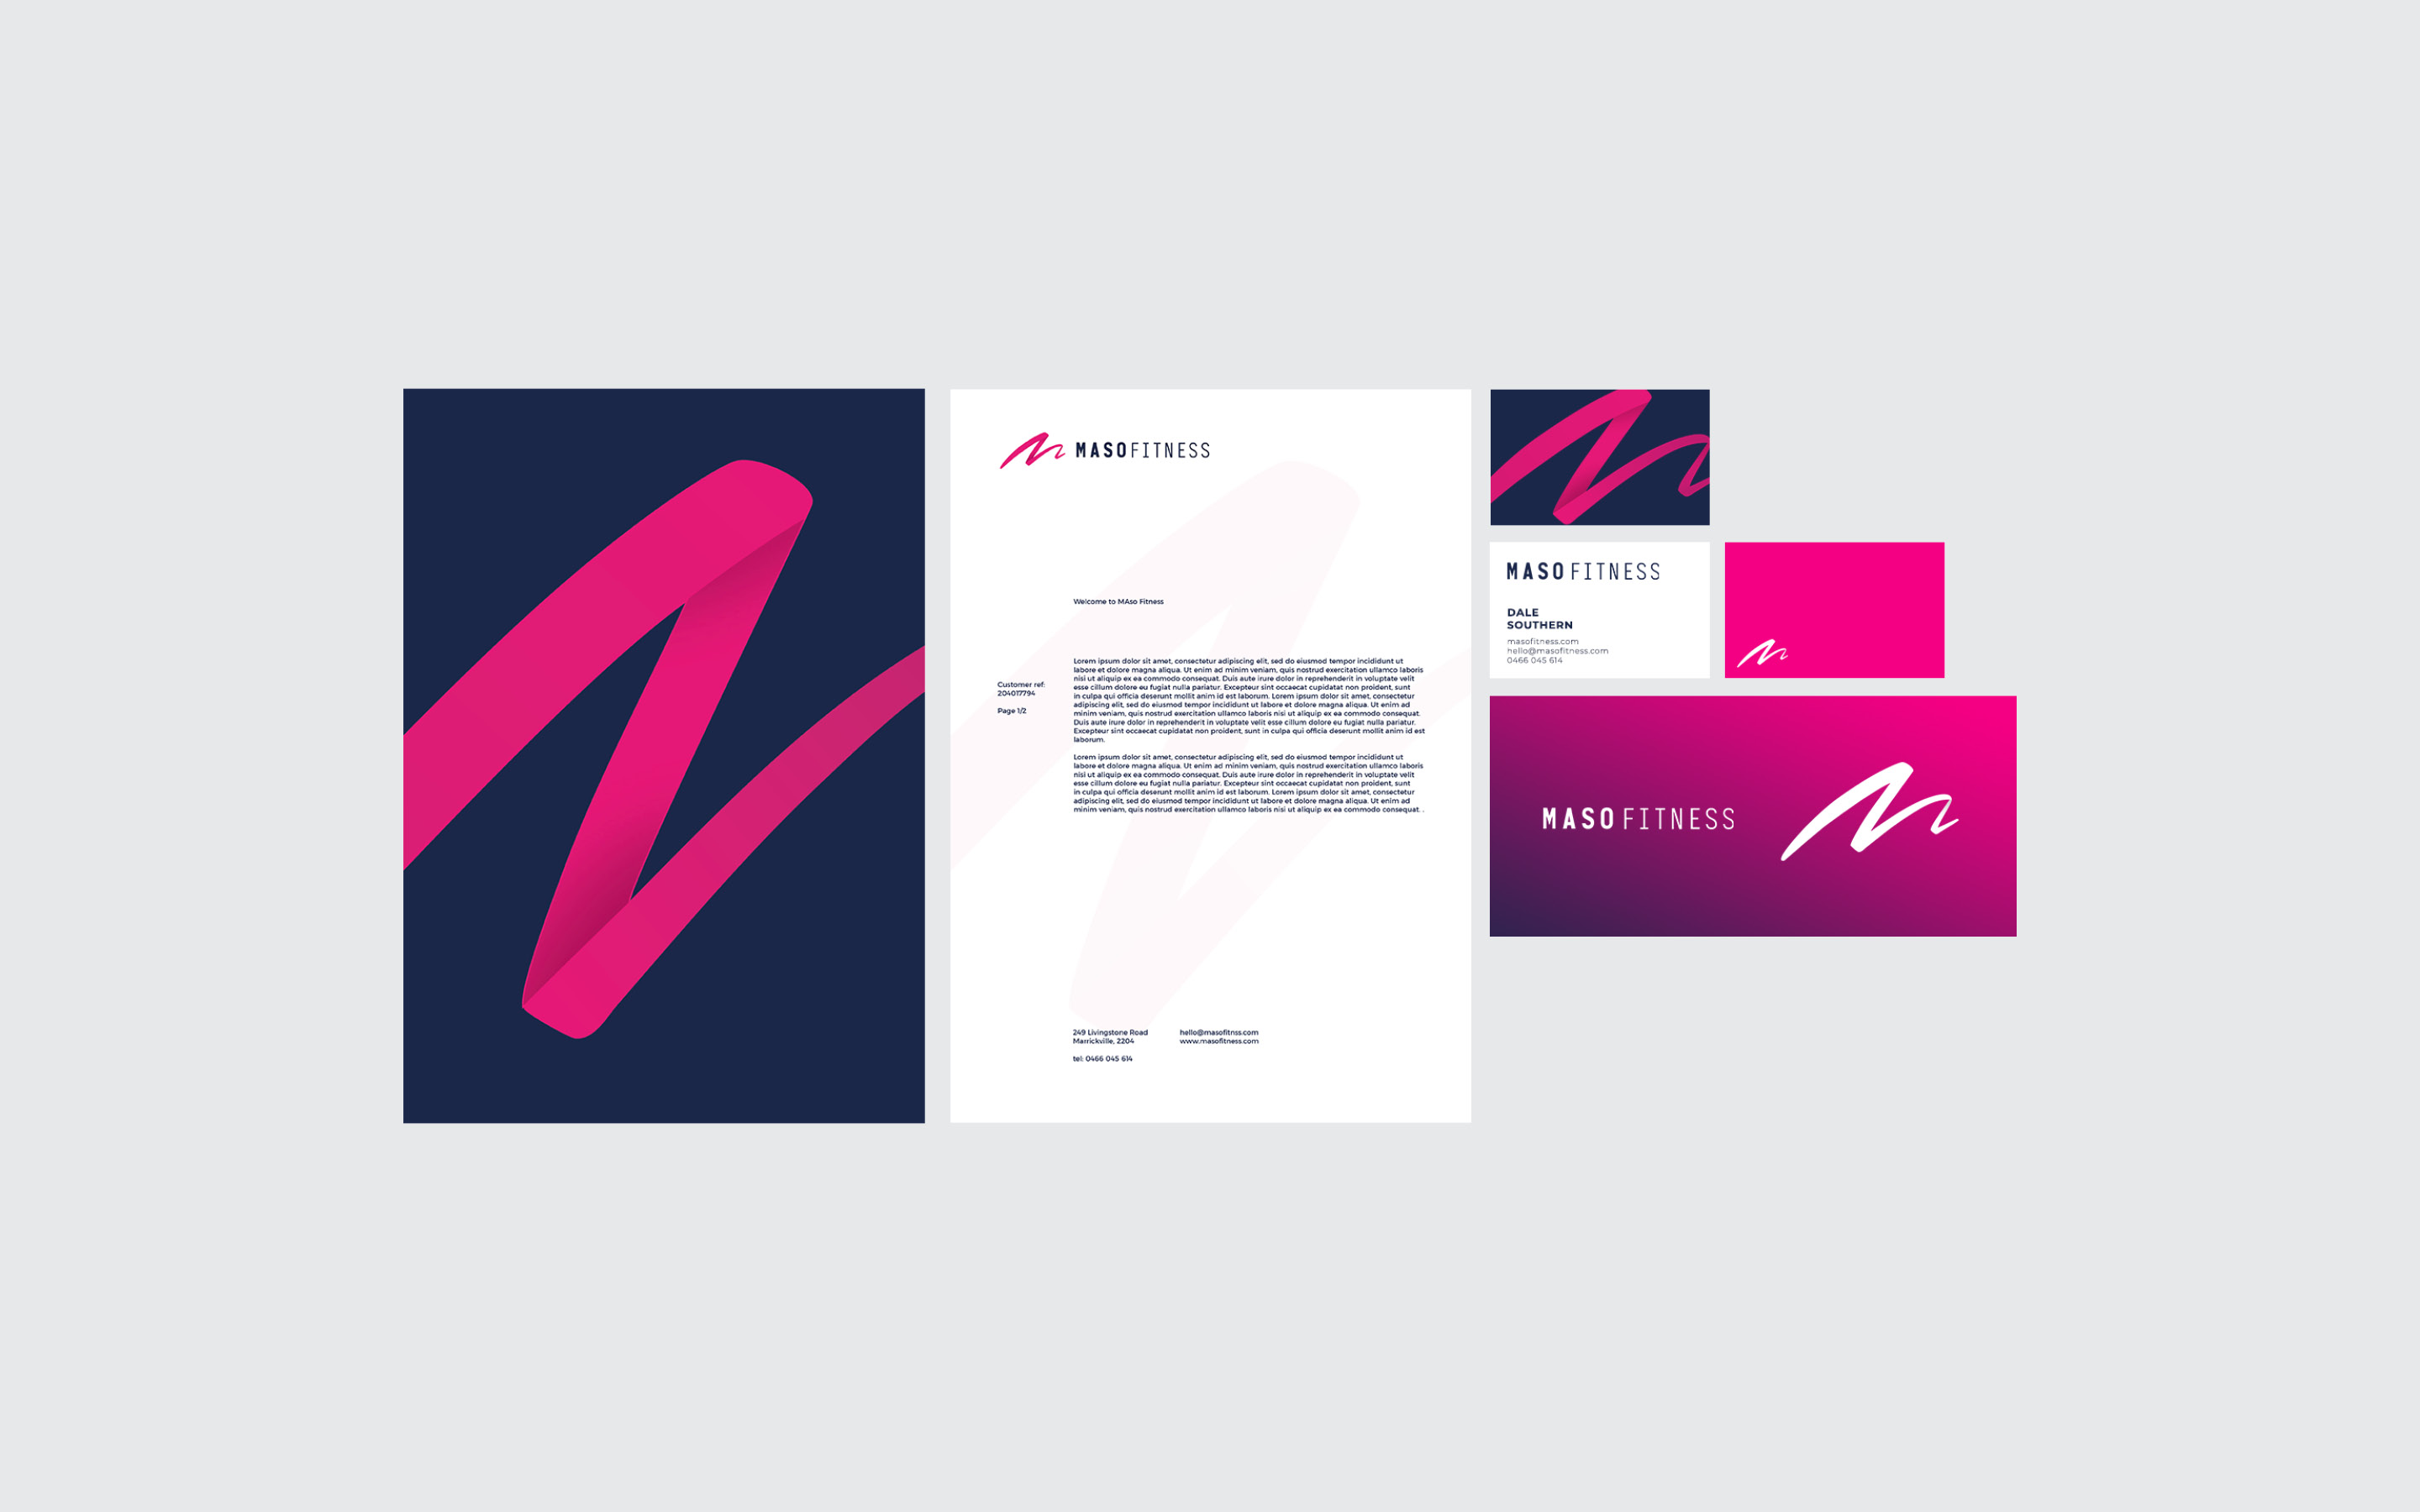 MASOFITNESS
Welcome to MAso Fitness
Customer ref:
204017794
Page 1/2
Lorem ipsum dolor sit amet, consectetur adipiscing elit, sed do eiusmod tempor incididunt ut
labore et dolore magna aliqua. Ut enim ad minim veniam, quis nostrud exercitation ullamco laboris
nisi ut aliquip ex ea commodo consequat. Duis aute irure dolor in reprehenderit in voluptate velit
esse cillum dolore eu fugiat nulla pariatur. Excepteur sint occaecat cupidatat non proident, sunt
in culpa qui officia deserunt mollit anim id est laborum. Lorem ipsum dolor sit amet, consectetur
adipiscing elit, sed do eiusmod tempor incididunt ut labore et dolore magna aliqua. Ut enim ad
minim veniam, quis nostrud exercitation ullamco laboris nisi ut aliquip ex ea commodo consequat.
Duis aute irure dolor in reprehenderit in voluptate velit esse cillum dolore eu fugiat nulla pariatur.
Excepteur sint occaecat cupidatat non proident, sunt in culpa qui officia deserunt mollit anim id est
laborum.
Lorem ipsum dolor sit amet, consectetur adipiscing elit, sed do eiusmod tempor incididunt ut
labore et dolore magna aliqua. Ut enim ad minim veniam, quis nostrud exercitation ullamco laboris
nisi ut aliquip ex ea commodo consequat. Duis aute irure dolor in reprehenderit in voluptate velit
esse cillum dolore eu fugiat nulla pariatur. Excepteur sint occaecat cupidatat non proident, sunt
in culpa qui officia deserunt mollit anim id est laborum. Lorem ipsum dolor sit amet, consectetur
adipiscing elit, sed do eiusmod tempor incididunt ut labore et dolore magna aliqua. Ut enim ad
minim veniam, quis nostrud exercitation ullamco laboris nisi ut aliquip ex ea commodo consequat. .
249 Livingstone Road
Marrickville, 2204
tel: 0466 045 614
hello@masofitnss.com
www.masofitness.com
MASO FITNESS
DALE
SOUTHERN
masofitness.com
hello@masofitness.com
0466 045 614
MASO FITNESS